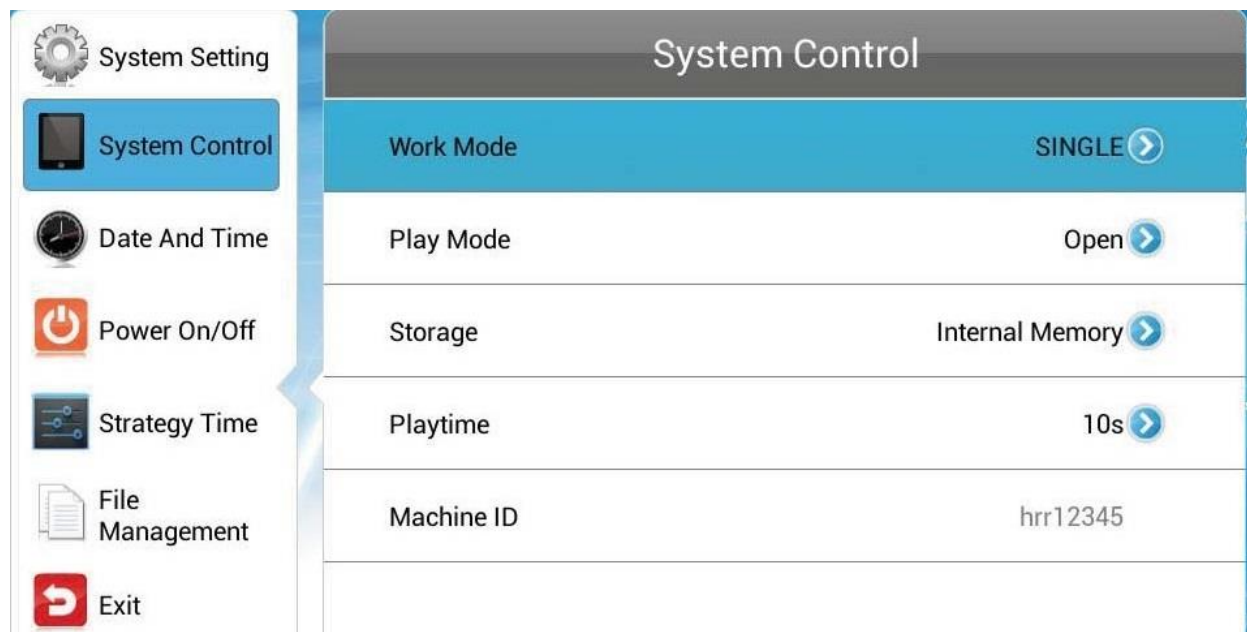 System Setting
System Control
Date And Time
Power On/Off
Strategy Time
File
Management
Exit
System Control
Work Mode SINGLE
Play Mode Open
Storage Internal Memory
Playtime 10s
Machine ID hrr12345